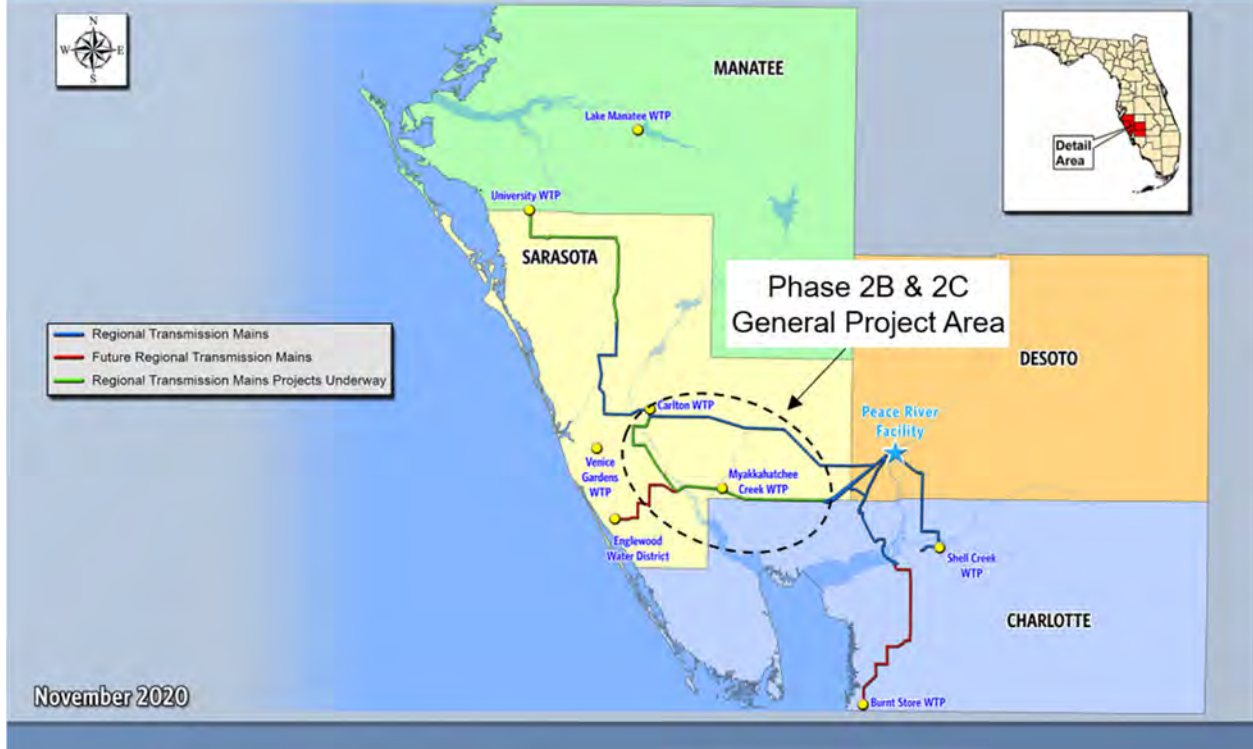 N
W
E
S
MANATEE
Lake Manatee WTP
Detail
Area
University WTP
SARASOTA
Phase 2B & 2C
General Project Area
Regional Transmission Mains
Future Regional Transmission Mains
Regional Transmission Mains Projects Underway
DESOTO
Carlton WTP
Peace River
Facility
Venice
Gardens
WTP
Myakkahatchee
Creek WTP
Englewood
Water District
Shell Creek
WTP
CHARLOTTE
November 2020
Burnt Store WTP